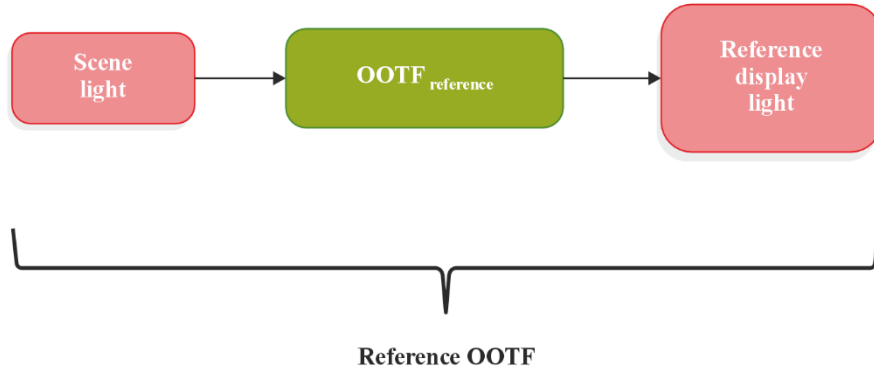 Scene
light
OOTF reference
Reference
display
light
Reference OOTF